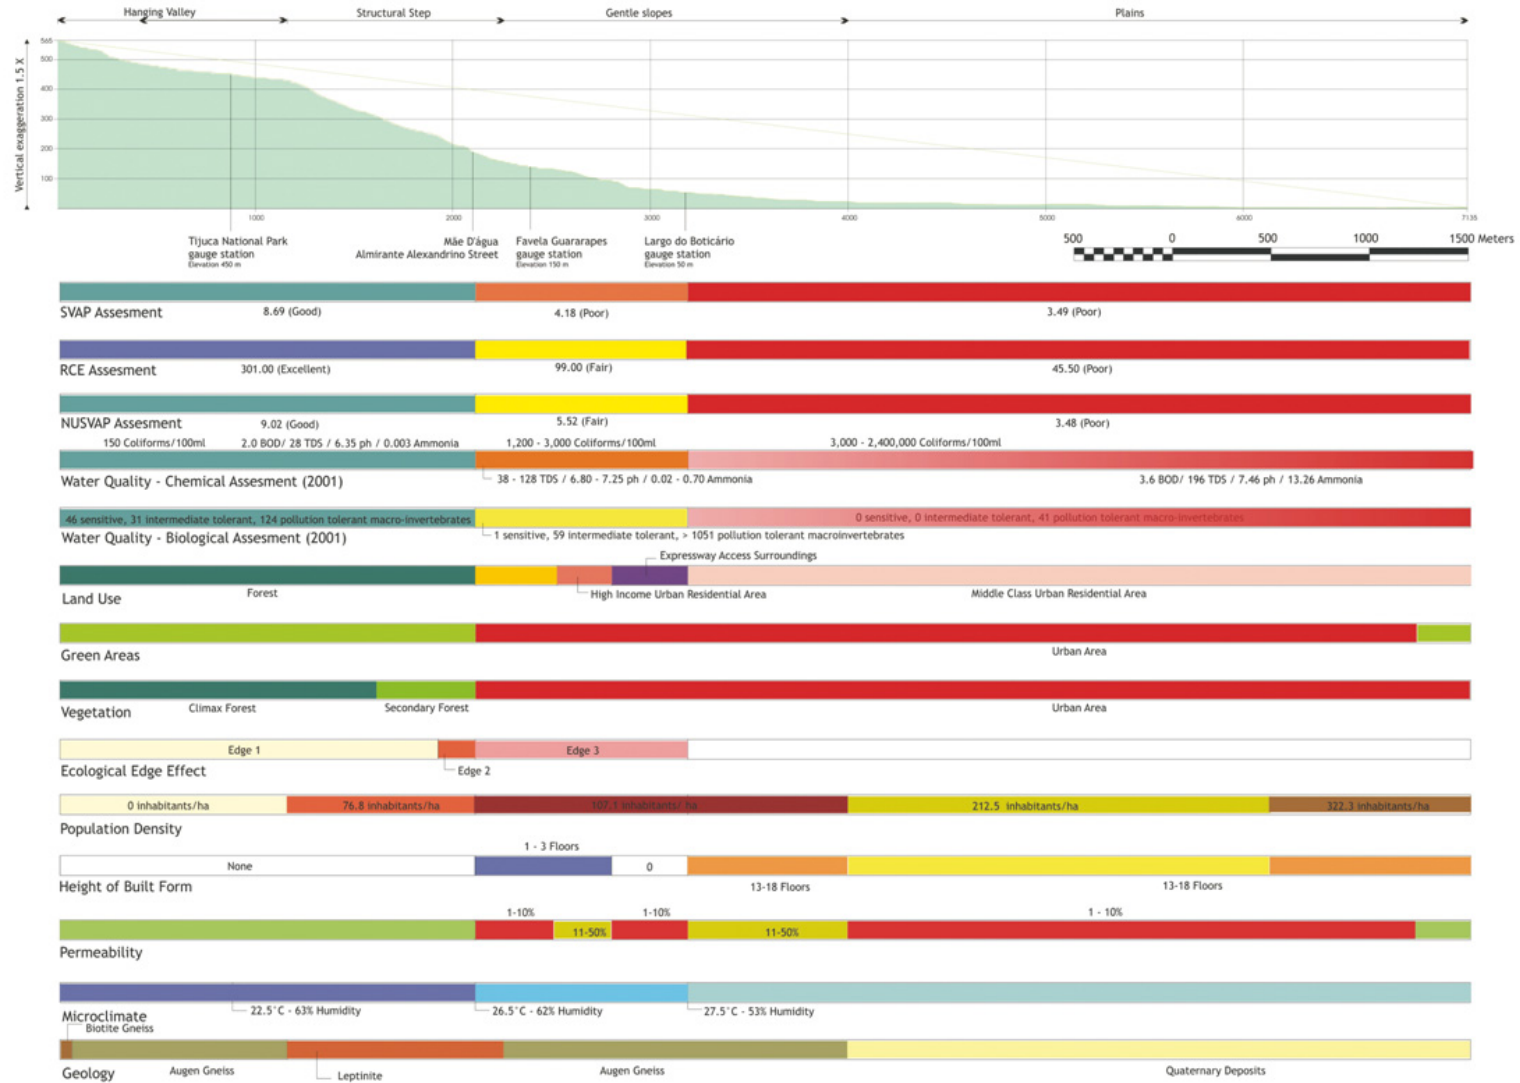 Hanging Valley
Structural Step
Gentle slopes
Plains
Vertical exaggeration 1.5 X
565
500
400
300
200
100
1000
2000
3000
4000
5000
6000
7135
Tijuca National Park
gauge station
Elevation 450 m
Mãe D'água
Almirante Alexandrino Street
Favela Guararapes
gauge station
Elevation 150 m
Largo do Boticário
gauge station
Elevation 50 m
500 0 500 1000 1500 Meters
SVAP Assesment
8.69 (Good)
4.18 (Poor)
3.49 (Poor)
RCE Assesment
301.00 (Excellent)
99.00 (Fair)
45.50 (Poor)
NUSVAP Assesment
9.02 (Good)
5.52 (Fair)
3.48 (Poor)
150 Coliforms/100ml
2.0 BOD/ 28 TDS / 6.35 ph / 0.003 Ammonia
1,200 - 3,000 Coliforms/100ml
3,000 - 2,400,000 Coliforms/100ml
Water Quality - Chemical Assesment (2001)
38 - 128 TDS / 6.80 - 7.25 ph / 0.02 - 0.70 Ammonia
3.6 BOD/ 196 TDS / 7.46 ph / 13.26 Ammonia
46 sensitive, 31 intermediate tolerant, 124 pollution tolerant macro-invertebrates
0 sensitive, 0 intermediate tolerant, 41 pollution tolerant macro-invertebrates
Water Quality - Biological Assesment (2001)
1 sensitive, 59 intermediate tolerant, > 1051 pollution tolerant macroinvertebrates
Expressway Access Surroundings
Land Use
Forest
High Income Urban Residential Area
Middle Class Urban Residential Area
Green Areas
Urban Area
Vegetation
Climax Forest
Secondary Forest
Urban Area
Edge 1
Edge 3
Ecological Edge Effect
Edge 2
0 inhabitants/ha
76.8 inhabitants/ha
107.1 inhabitants/ ha
212.5 inhabitants/ha
322.3 inhabitants/ha
Population Density
1 - 3 Floors
None
0
Height of Built Form
13-18 Floors
13-18 Floors
1-10%
1-10%
1 - 10%
11-50%
11-50%
Permeability
22.5°C - 63% Humidity
26.5°C - 62% Humidity
27.5°C - 53% Humidity
Microclimate
Biotite Gneiss
Geology
Augen Gneiss
Leptinite
Augen Gneiss
Quaternary Deposits